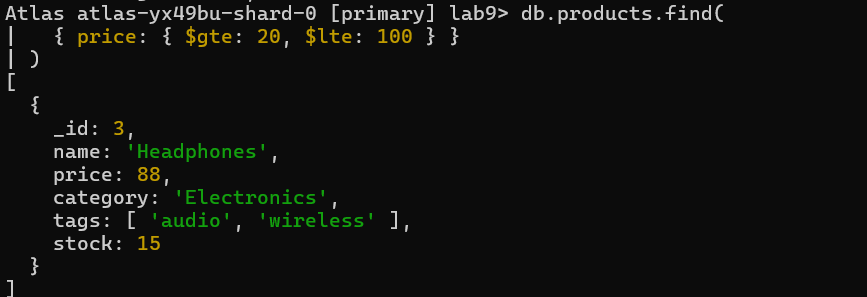 Atlas atlas-yx49bu-shard-0 [primary] lab9> db.products.find(
|   { price: { $gte: 20, $lte: 100 } }
| )
[
  {
    _id: 3,
    name: 'Headphones',
    price: 88,
    category: 'Electronics',
    tags: [ 'audio', 'wireless' ],
    stock: 15
  }
]